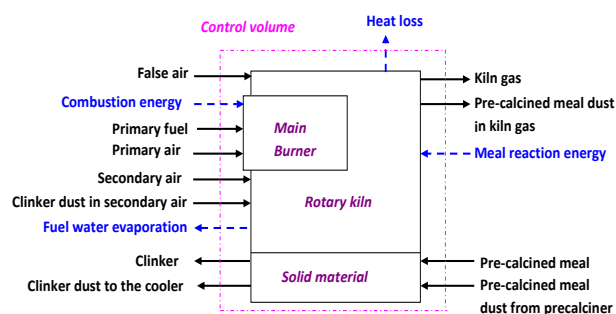 Control volume
Heat loss
False air
Combustion energy
Primary fuel
Primary air
Secondary air
Clinker dust in secondary air
Fuel water evaporation
Clinker
Clinker dust to the cooler
Main
Burner
Rotary kiln
Solid material
Kiln gas
Pre-calcined meal dust
in kiln gas
Meal reaction energy
Pre-calcined meal
Pre-calcined meal
dust from precalciner